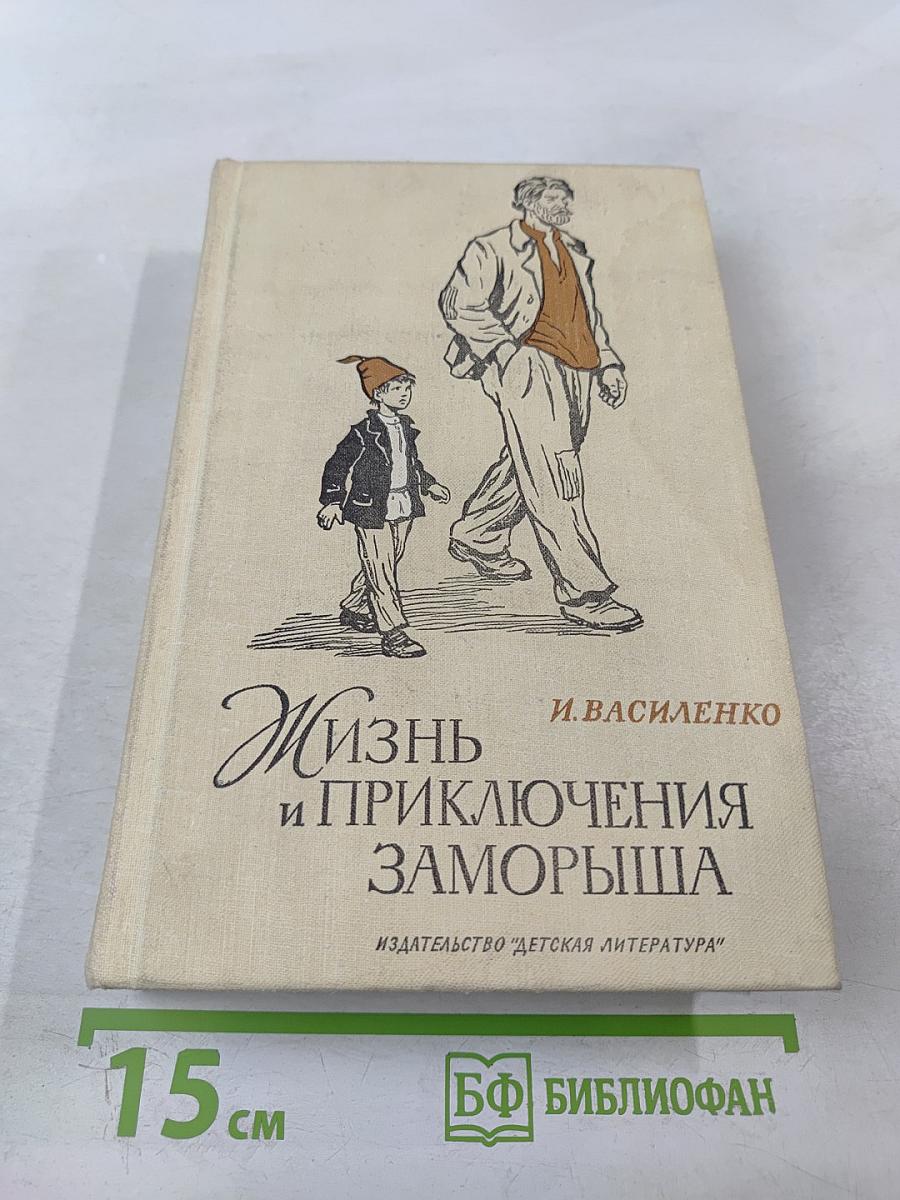 И. ВАСИЛЕНКО
ЖИЗНЬ
и ПРИКЛЮЧЕНИЯ
ЗАМОРЫША
ИЗДАТЕЛЬСТВО "ДЕТСКАЯ ЛИТЕРАТУРА"
15 см
БФ БИБЛИОФАН